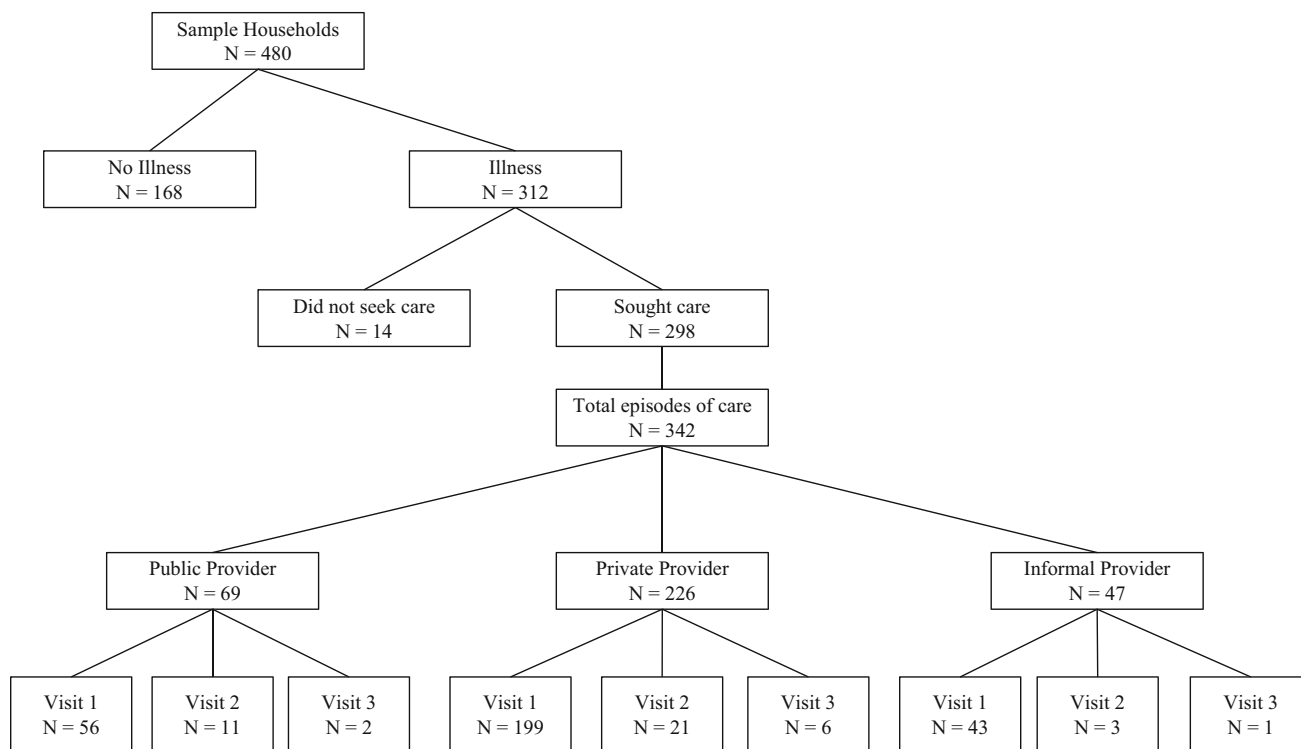 Sample Households
N = 480
No Illness
N = 168
Illness
N = 312
Did not seek care
N = 14
Sought care
N = 298
Total episodes of care
N = 342
Public Provider
N = 69
Private Provider
N = 226
Informal Provider
N = 47
Visit 1
N = 56
Visit 2
N = 11
Visit 3
N = 2
Visit 1
N = 199
Visit 2
N = 21
Visit 3
N = 6
Visit 1
N = 43
Visit 2
N = 3
Visit 3
N = 1